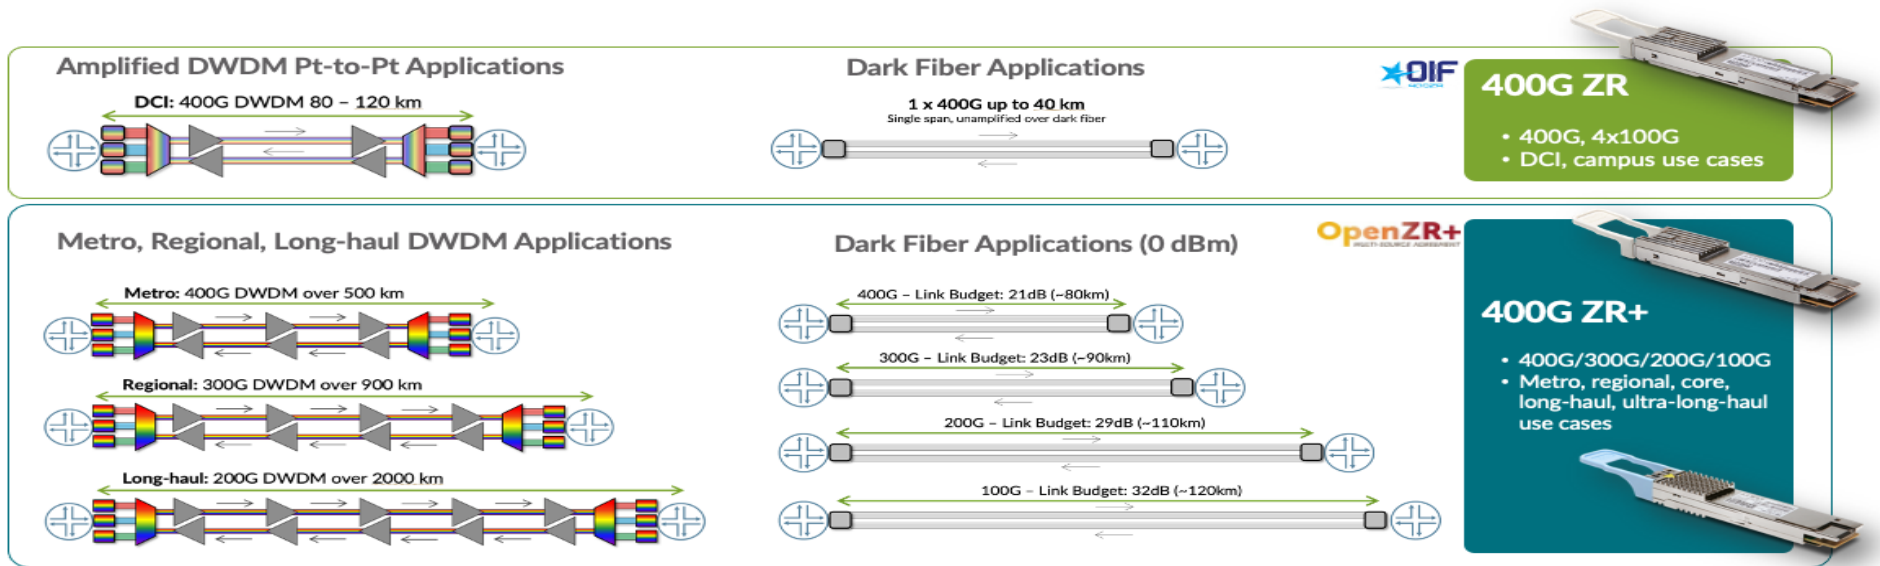 Amplified DWDM Pt-to-Pt Applications
DCI: 400G DWDM 80 – 120 km
Dark Fiber Applications
1 x 400G up to 40 km
Single span, unamplified over dark fiber
OIF
400G ZR
• 400G, 4x100G
• DCI, campus use cases
Metro, Regional, Long-haul DWDM Applications
Metro: 400G DWDM over 500 km
Regional: 300G DWDM over 900 km
Long-haul: 200G DWDM over 2000 km
Dark Fiber Applications (0 dBm)
400G – Link Budget: 21dB (~80km)
300G – Link Budget: 23dB (~90km)
200G – Link Budget: 29dB (~110km)
100G – Link Budget: 32dB (~120km)
OpenZR+
MULTI-SOURCE AGREEMENT
400G ZR+
• 400G/300G/200G/100G
• Metro, regional, core,
long-haul, ultra-long-haul
use cases